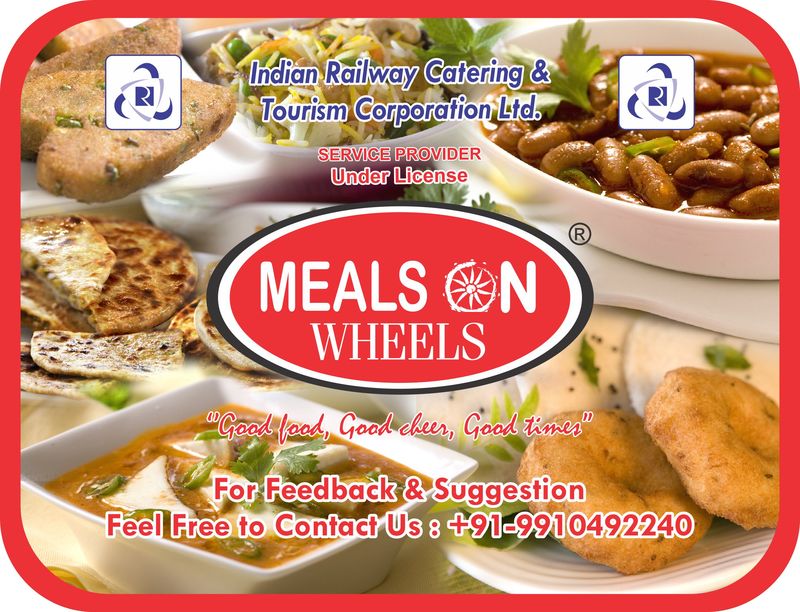 Indian Railway Catering &
Tourism Corporation Ltd.
SERVICE PROVIDER
Under License
®
MEALS ON
WHEELS
"Good food, Good cheer, Good times"
For Feedback & Suggestion
Feel Free to Contact Us : +91-9910492240